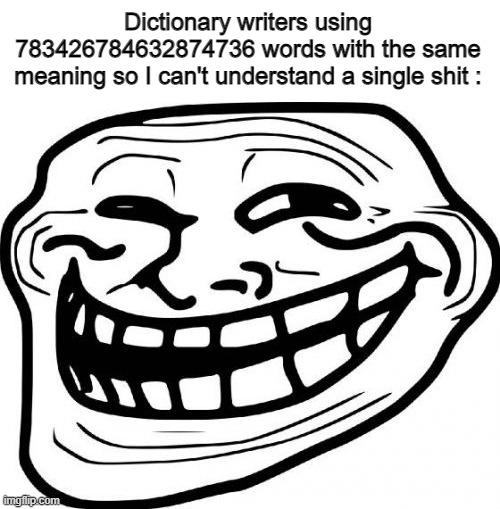 Dictionary writers using
783426784632874736 words with the same
meaning so I can't understand a single shit :
imgflip.com